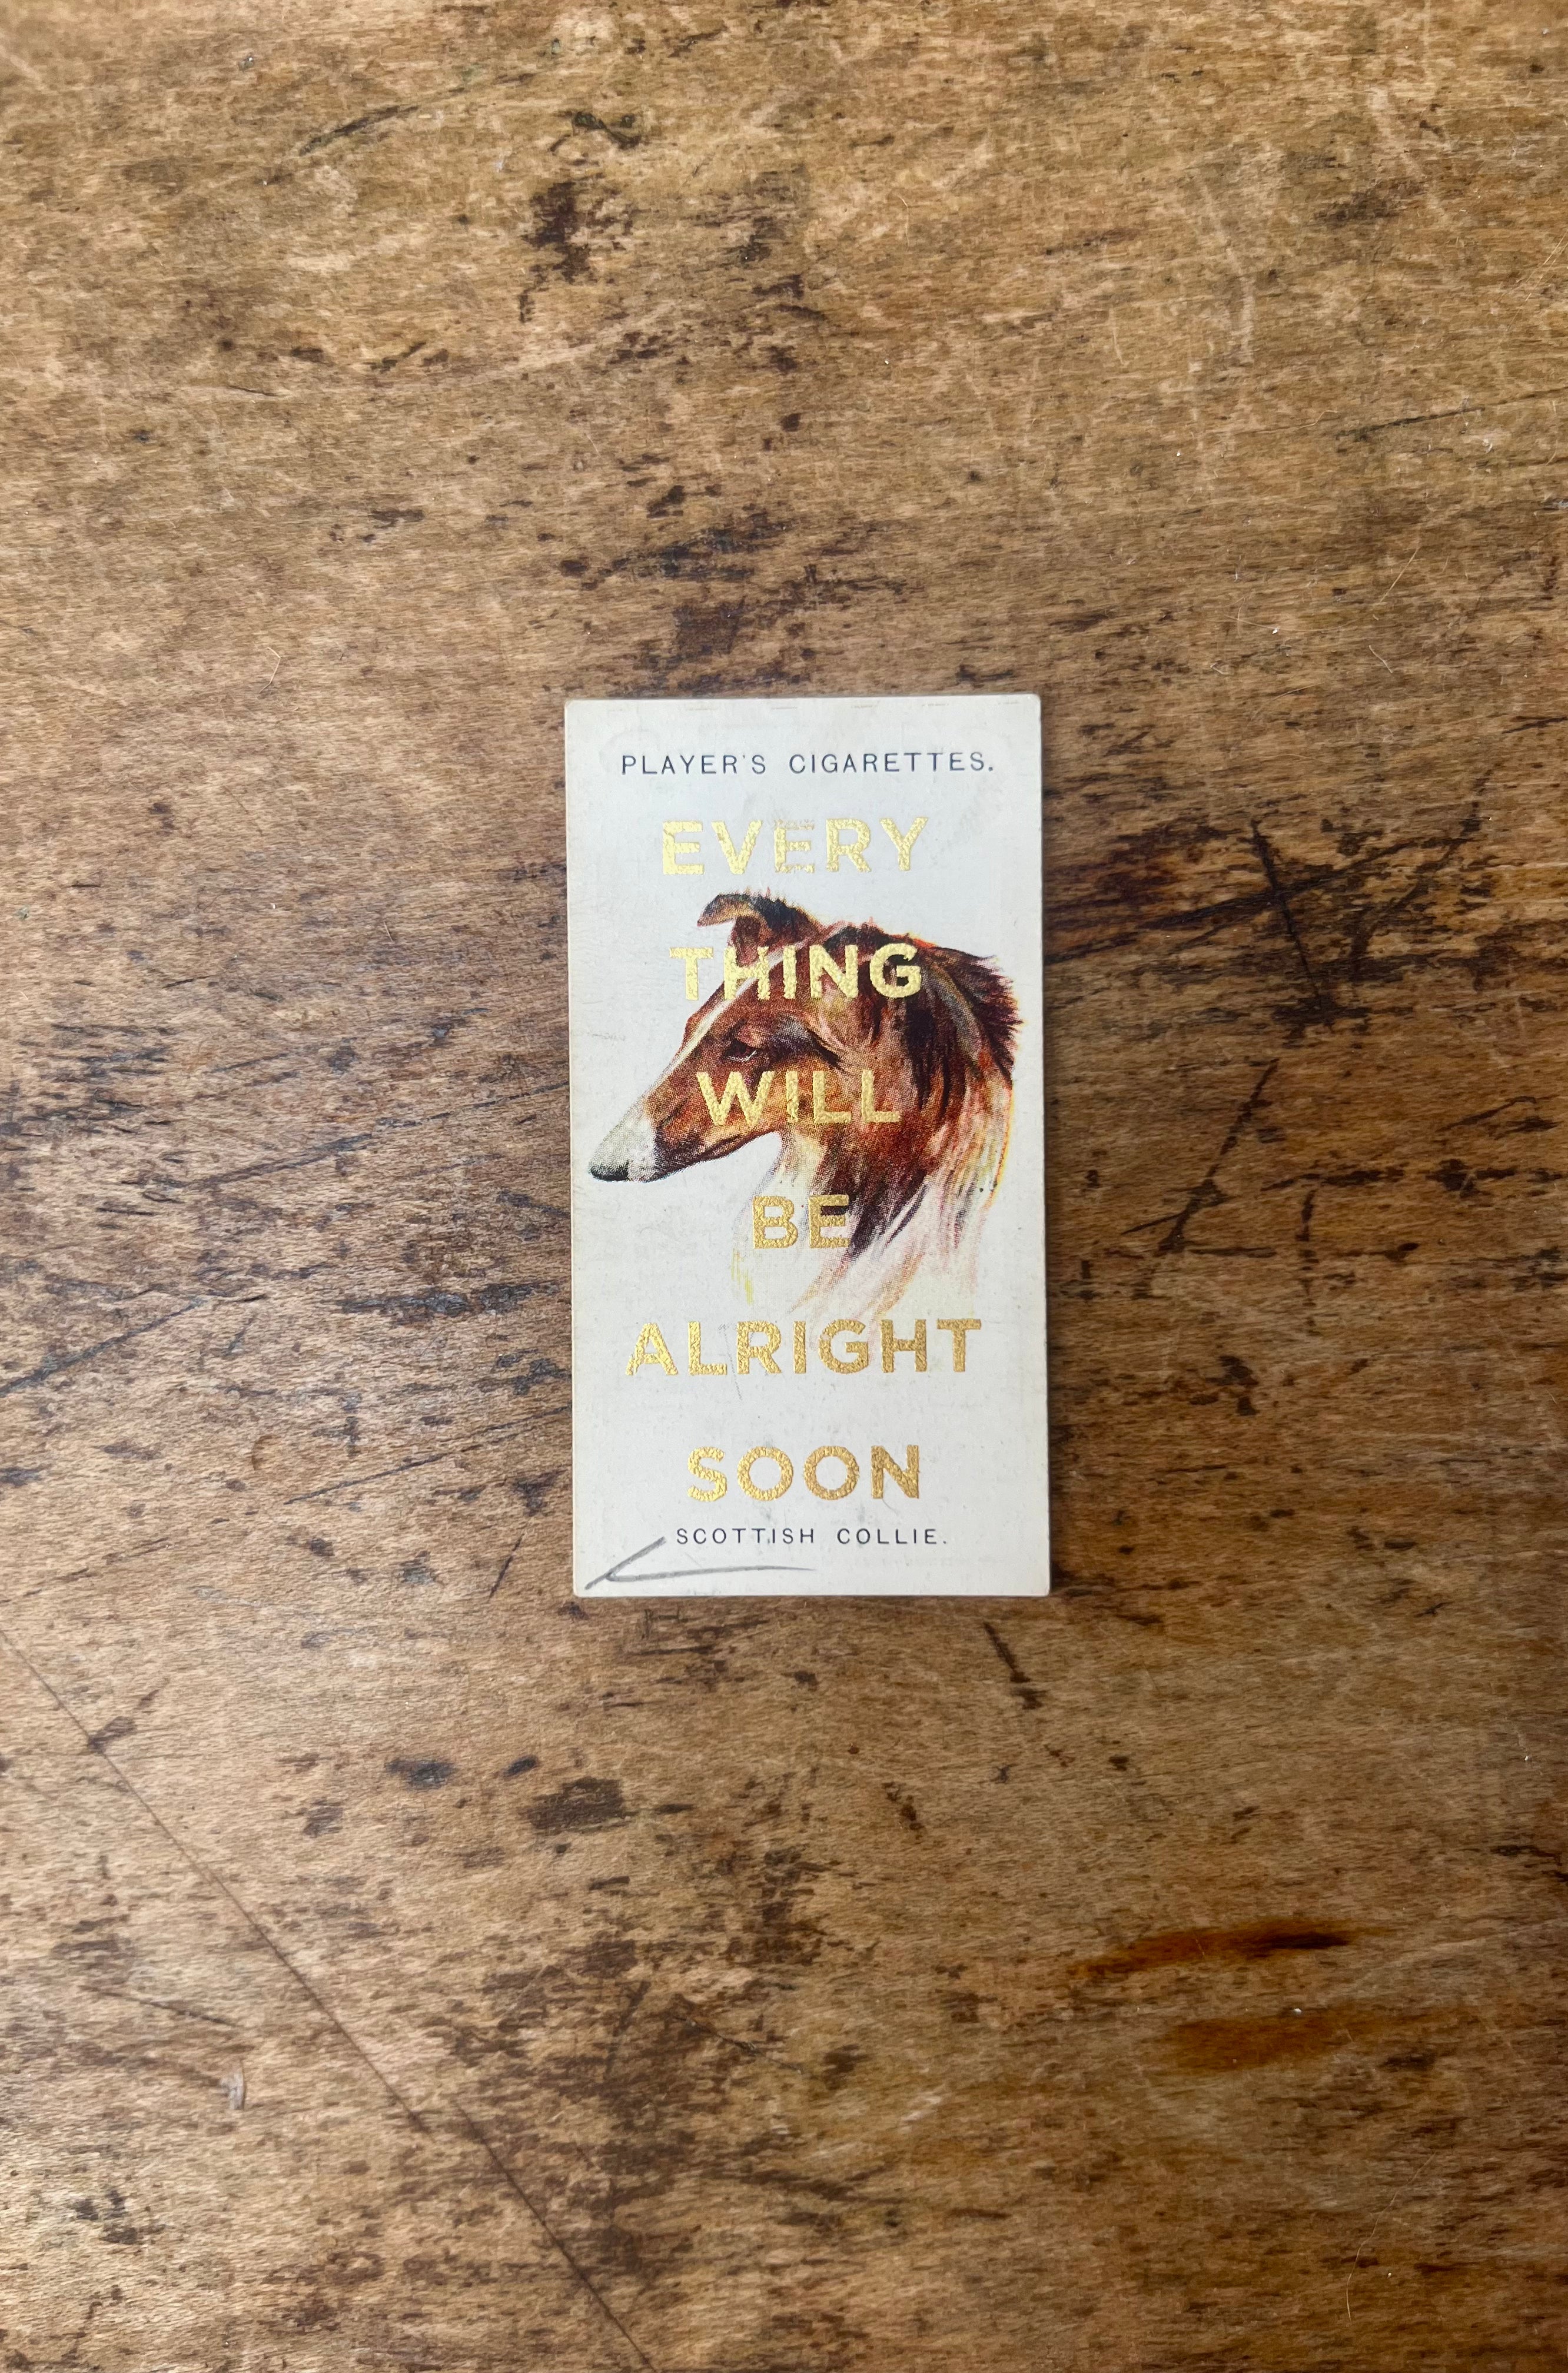 PLAYER'S CIGARETTES.
EVERY
THING
WILL
BE
ALRIGHT
SOON
SCOTTISH COLLIE.